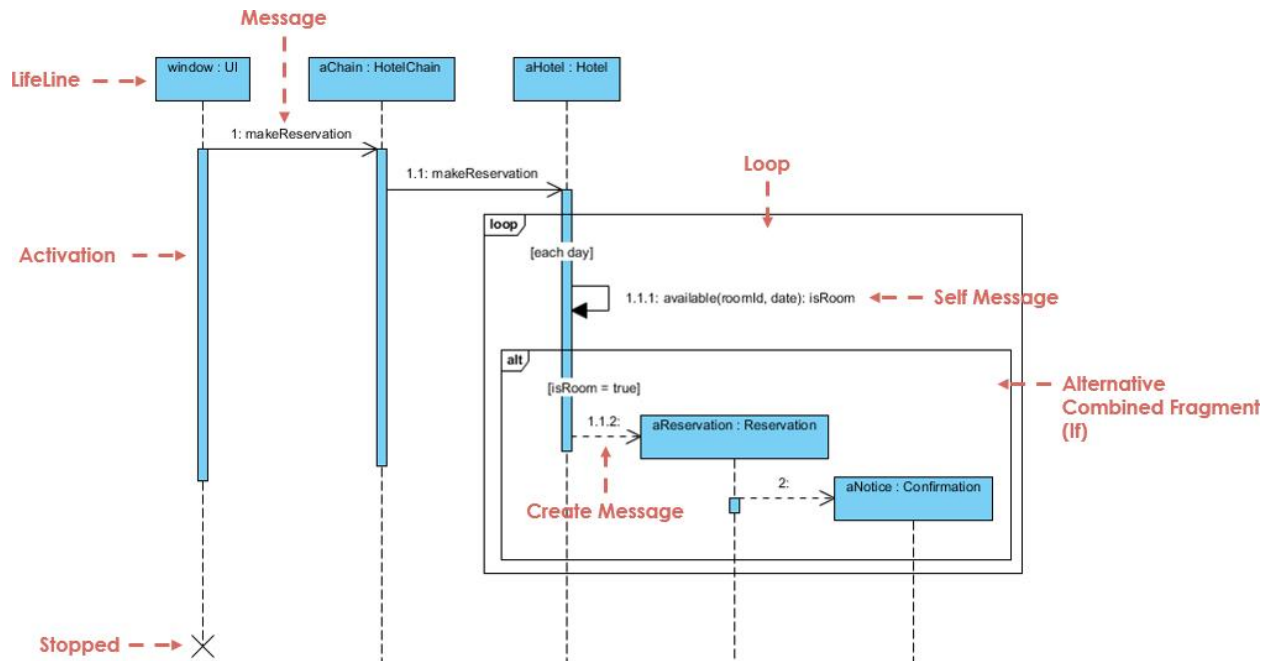 Message
window : UI
aChain : HotelChain
aHotel : Hotel
LifeLine
1: makeReservation
1.1: makeReservation
Loop
loop
Activation
[each day]
1.1.1: available(roomId, date): isRoom
Self Message
alt
[isRoom = true]
Alternative
Combined Fragment
(If)
1.1.2:
aReservation : Reservation
2:
aNotice : Confirmation
Create Message
Stopped